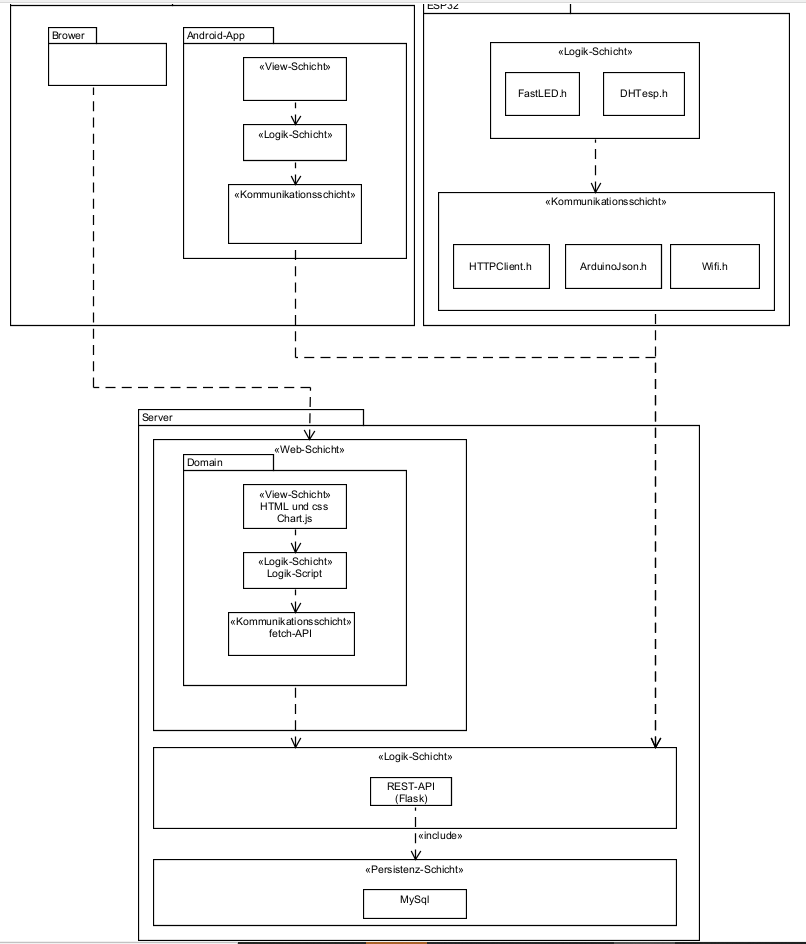 Brower
Android-App
«View-Schicht»
«Logik-Schicht»
«Kommunikationsschicht»
ESP32
«Logik-Schicht»
FastLED.h
DHTesp.h
«Kommunikationsschicht»
HTTPClient.h
ArduinoJson.h
Wifi.h
Server
«Web-Schicht»
Domain
«View-Schicht»
HTML und css
Chart.js
«Logik-Schicht»
Logik-Script
«Kommunikationsschicht»
fetch-API
«Logik-Schicht»
REST-API
(Flask)
«include»
«Persistenz-Schicht»
MySql